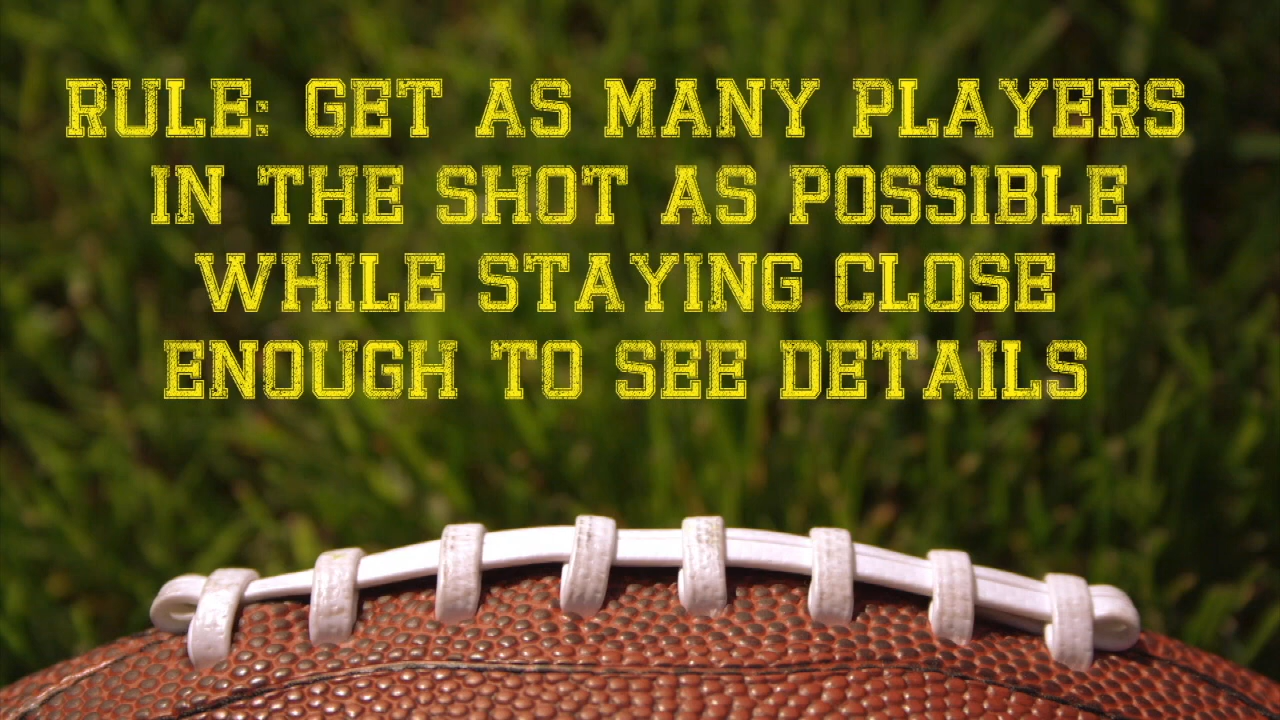 RULE: GET AS MANY PLAYERS
IN THE SHOT AS POSSIBLE
WHILE STAYING CLOSE
ENOUGH TO SEE DETAILS